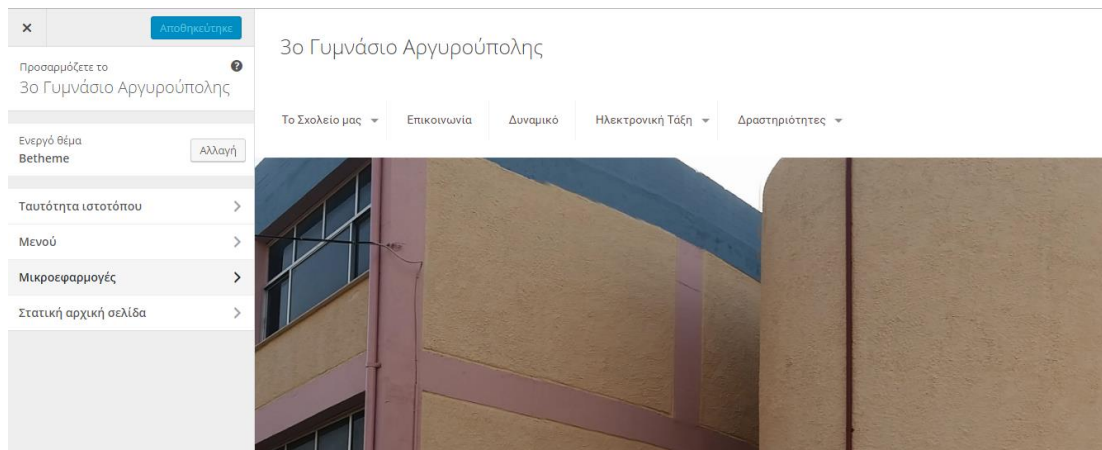 Αποθηκεύτηκε
Προσαρμόζετε το
3ο Γυμνάσιο Αργυρούπολης
Ενεργό θέμα
Betheme
Αλλαγή
Ταυτότητα ιστοτόπου
Μενού
Μικροεφαρμογές
Στατική αρχική σελίδα
3ο Γυμνάσιο Αργυρούπολης
Το Σχολείο μας Επικοινωνία Δυναμικό Ηλεκτρονική Τάξη Δραστηριότητες